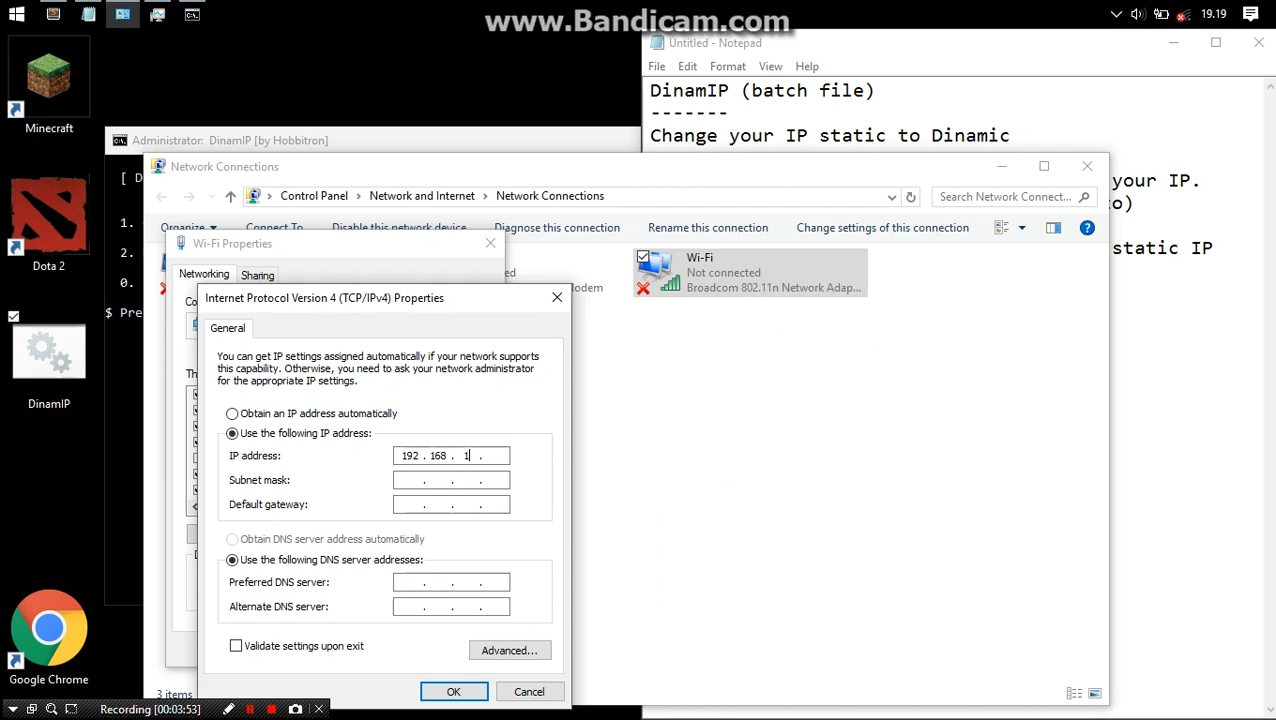 www.Bandicam.com
19.19
Minecraft
Dota 2
DinamIP
Google Chrome
Untitled - Notepad
File Edit Format View Help
DinamIP (batch file)
-------
Change your IP static to Dinamic
your IP.
static IP
Administrator: DinamIP [by Hobbitron]
[ D
1.
2.
0.
$ Pre
Network Connections
Control Panel > Network and Internet > Network Connections
Search Network Connect...
Organize Connect To Disable this network device Diagnose this connection Rename this connection Change settings of this connection
Wi-Fi
Not connected
Broadcom 802.11n Network Adap...
3 items
Wi-Fi Properties
Networking Sharing
Internet Protocol Version 4 (TCP/IPv4) Properties
General
You can get IP settings assigned automatically if your network supports
this capability. Otherwise, you need to ask your network administrator
for the appropriate IP settings.
Obtain an IP address automatically
Use the following IP address:
IP address: 192 . 168 . 1 .
Subnet mask: . . .
Default gateway: . . .
Obtain DNS server address automatically
Use the following DNS server addresses:
Preferred DNS server: . . .
Alternate DNS server: . . .
Validate settings upon exit
Advanced...
OK Cancel
Recording [00:03:53]